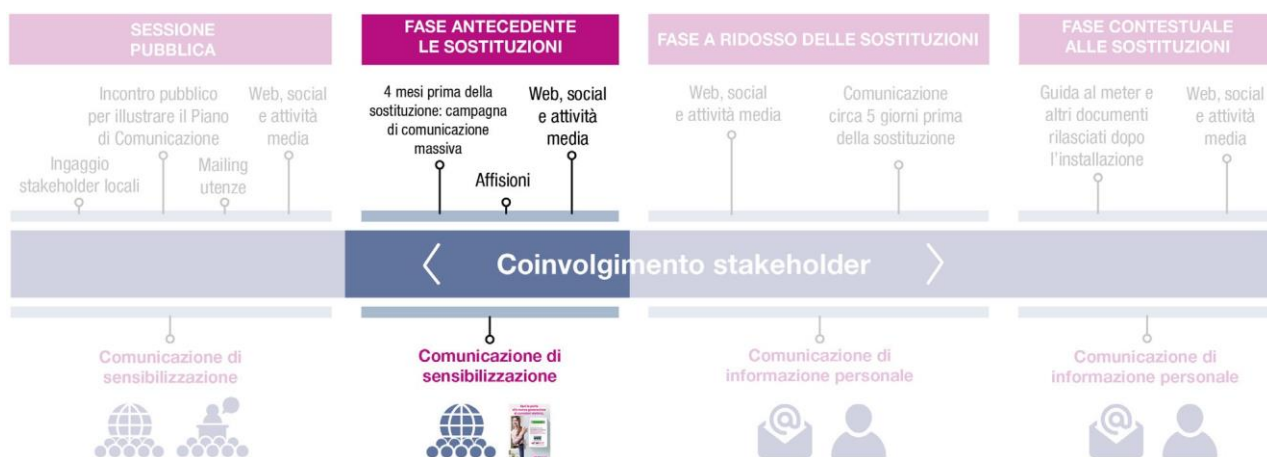 SESSIONE
PUBBLICA
Incontro pubblico
per illustrare il Piano
di Comunicazione
Web, social
e attività
media
Ingaggio
stakeholder locali
Mailing
utenze
FASE ANTECEDENTE
LE SOSTITUZIONI
4 mesi prima della
sostituzione: campagna
di comunicazione
massiva
Affisioni
Web, social
e attività
media
FASE A RIDOSSO DELLE SOSTITUZIONI
Web, social
e attività media
Comunicazione
circa 5 giorni prima
della sostituzione
FASE CONTESTUALE
ALLE SOSTITUZIONI
Guida al meter e
altri documenti
rilasciati dopo
l'installazione
Web, social
e attività
media
Coinvolgimento stakeholder
Comunicazione di
sensibilizzazione
Comunicazione di
sensibilizzazione
Comunicazione di
informazione personale
Comunicazione di
informazione personale